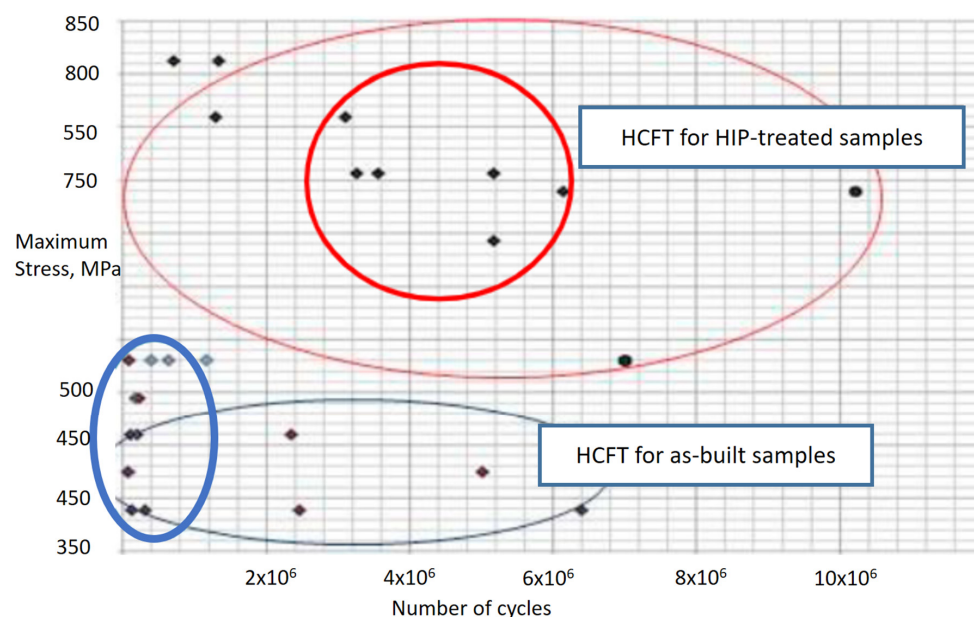 850
800
HCFT for HIP-treated samples
550
750
Maximum
Stress, MPa
500
450
HCFT for as-built samples
450
350
2x10⁶
4x10⁶
6x10⁶
8x10⁶
10x10⁶
Number of cycles